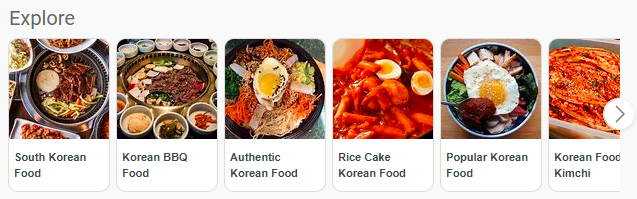 Explore
South Korean
Food
Korean BBQ
Food
Authentic
Korean Food
Rice Cake
Korean Food
Popular Korean
Food
Korean Food
Kimchi